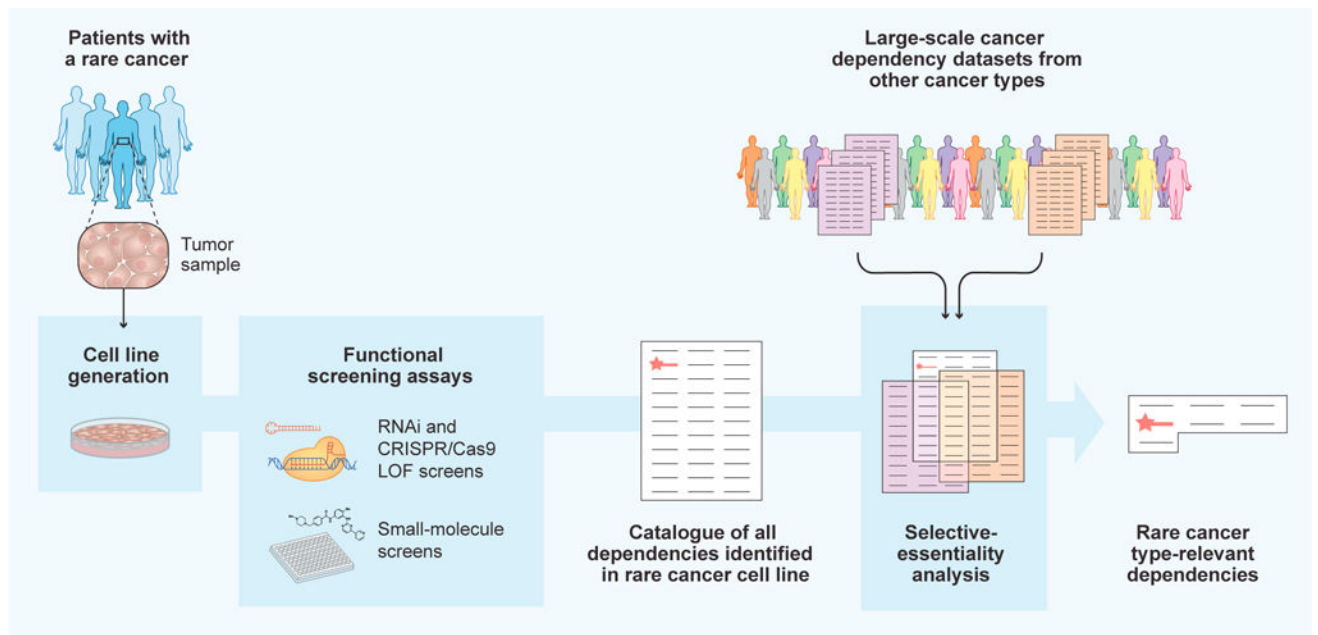 Patients with
a rare cancer
Large-scale cancer
dependency datasets from
other cancer types
Tumor
sample
Cell line
generation
Functional
screening assays
RNAi and
CRISPR/Cas9
LOF screens
Small-molecule
screens
Catalogue of all
dependencies identified
in rare cancer cell line
Selective-
essentiality
analysis
Rare cancer
type-relevant
dependencies